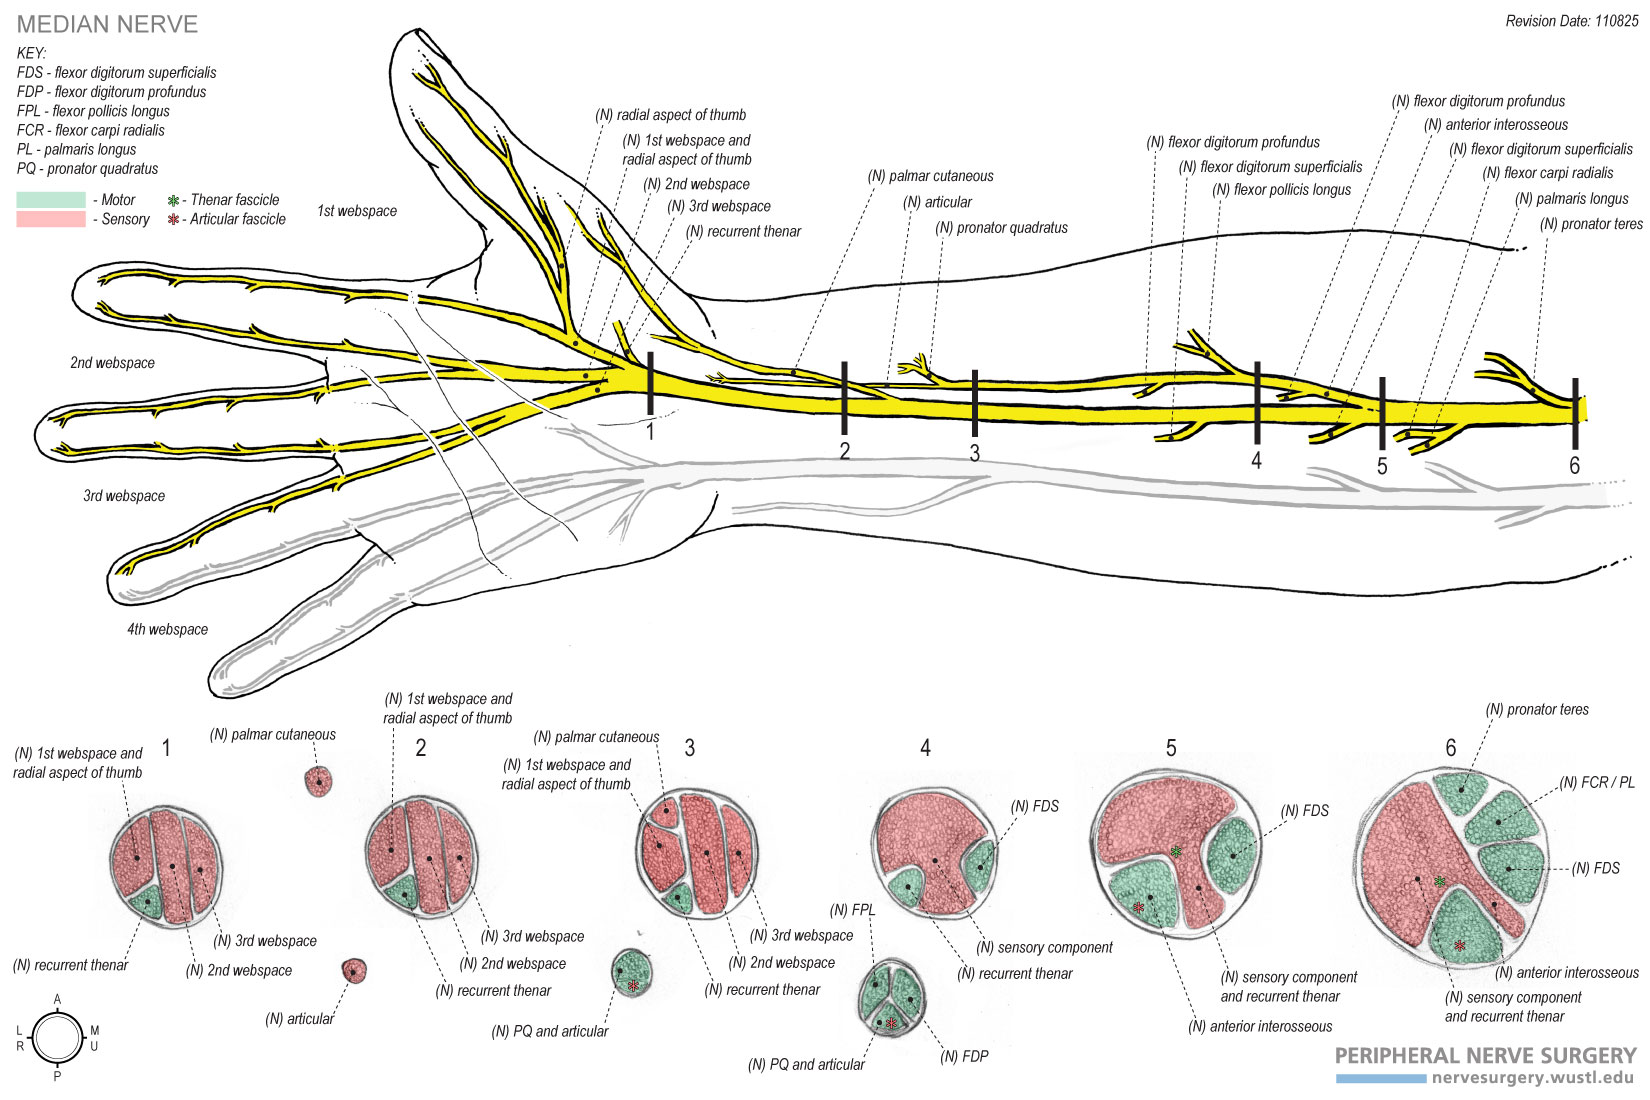 MEDIAN NERVE
Revision Date: 110825
KEY:
FDS - flexor digitorum superficialis
FDP - flexor digitorum profundus
FPL - flexor pollicis longus
FCR - flexor carpi radialis
PL - palmaris longus
PQ - pronator quadratus
- Motor
- Thenar fascicle
- Sensory
- Articular fascicle
1st webspace
2nd webspace
3rd webspace
4th webspace
(N) radial aspect of thumb
(N) 1st webspace and
radial aspect of thumb
(N) 2nd webspace
(N) 3rd webspace
(N) recurrent thenar
(N) palmar cutaneous
(N) articular
(N) pronator quadratus
(N) flexor digitorum profundus
(N) flexor digitorum superficialis
(N) flexor pollicis longus
(N) flexor digitorum profundus
(N) anterior interosseous
(N) flexor digitorum superficialis
(N) flexor carpi radialis
(N) palmaris longus
(N) pronator teres
1
2
3
4
5
6
1
(N) 1st webspace and
radial aspect of thumb
(N) 3rd webspace
(N) recurrent thenar
(N) 2nd webspace
(N) palmar cutaneous
(N) articular
2
(N) 1st webspace and
radial aspect of thumb
(N) 3rd webspace
(N) 2nd webspace
(N) recurrent thenar
3
(N) palmar cutaneous
(N) 1st webspace and
radial aspect of thumb
(N) 3rd webspace
(N) 2nd webspace
(N) recurrent thenar
(N) PQ and articular
4
(N) FDS
(N) FPL
(N) sensory component
(N) recurrent thenar
(N) FDP
(N) PQ and articular
5
(N) FDS
(N) sensory component
and recurrent thenar
(N) anterior interosseous
6
(N) pronator teres
(N) FCR / PL
(N) FDS
(N) anterior interosseous
(N) sensory component
and recurrent thenar
A
L M
R U
P
PERIPHERAL NERVE SURGERY
nervesurgery.wustl.edu